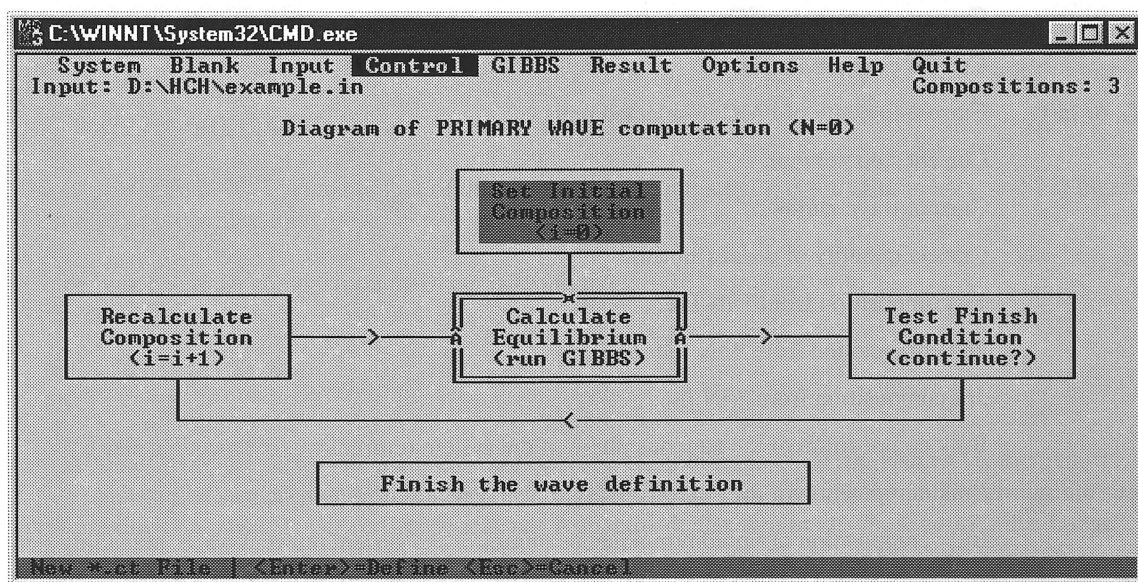 C:\WINNT\System32\CMD.exe
System Blank Input Control GIBBS Result Options Help Quit
Input: D:\HCH\example.in Compositions: 3
Diagram of PRIMARY WAVE computation (N=0)
Set Initial
Composition
(i=0)
Recalculate
Composition
(i=i+1)
Calculate
Equilibrium
(run GIBBS)
Test Finish
Condition
(continue?)
Finish the wave definition
New *.ct File | <Enter>=Define <Esc>=Cancel